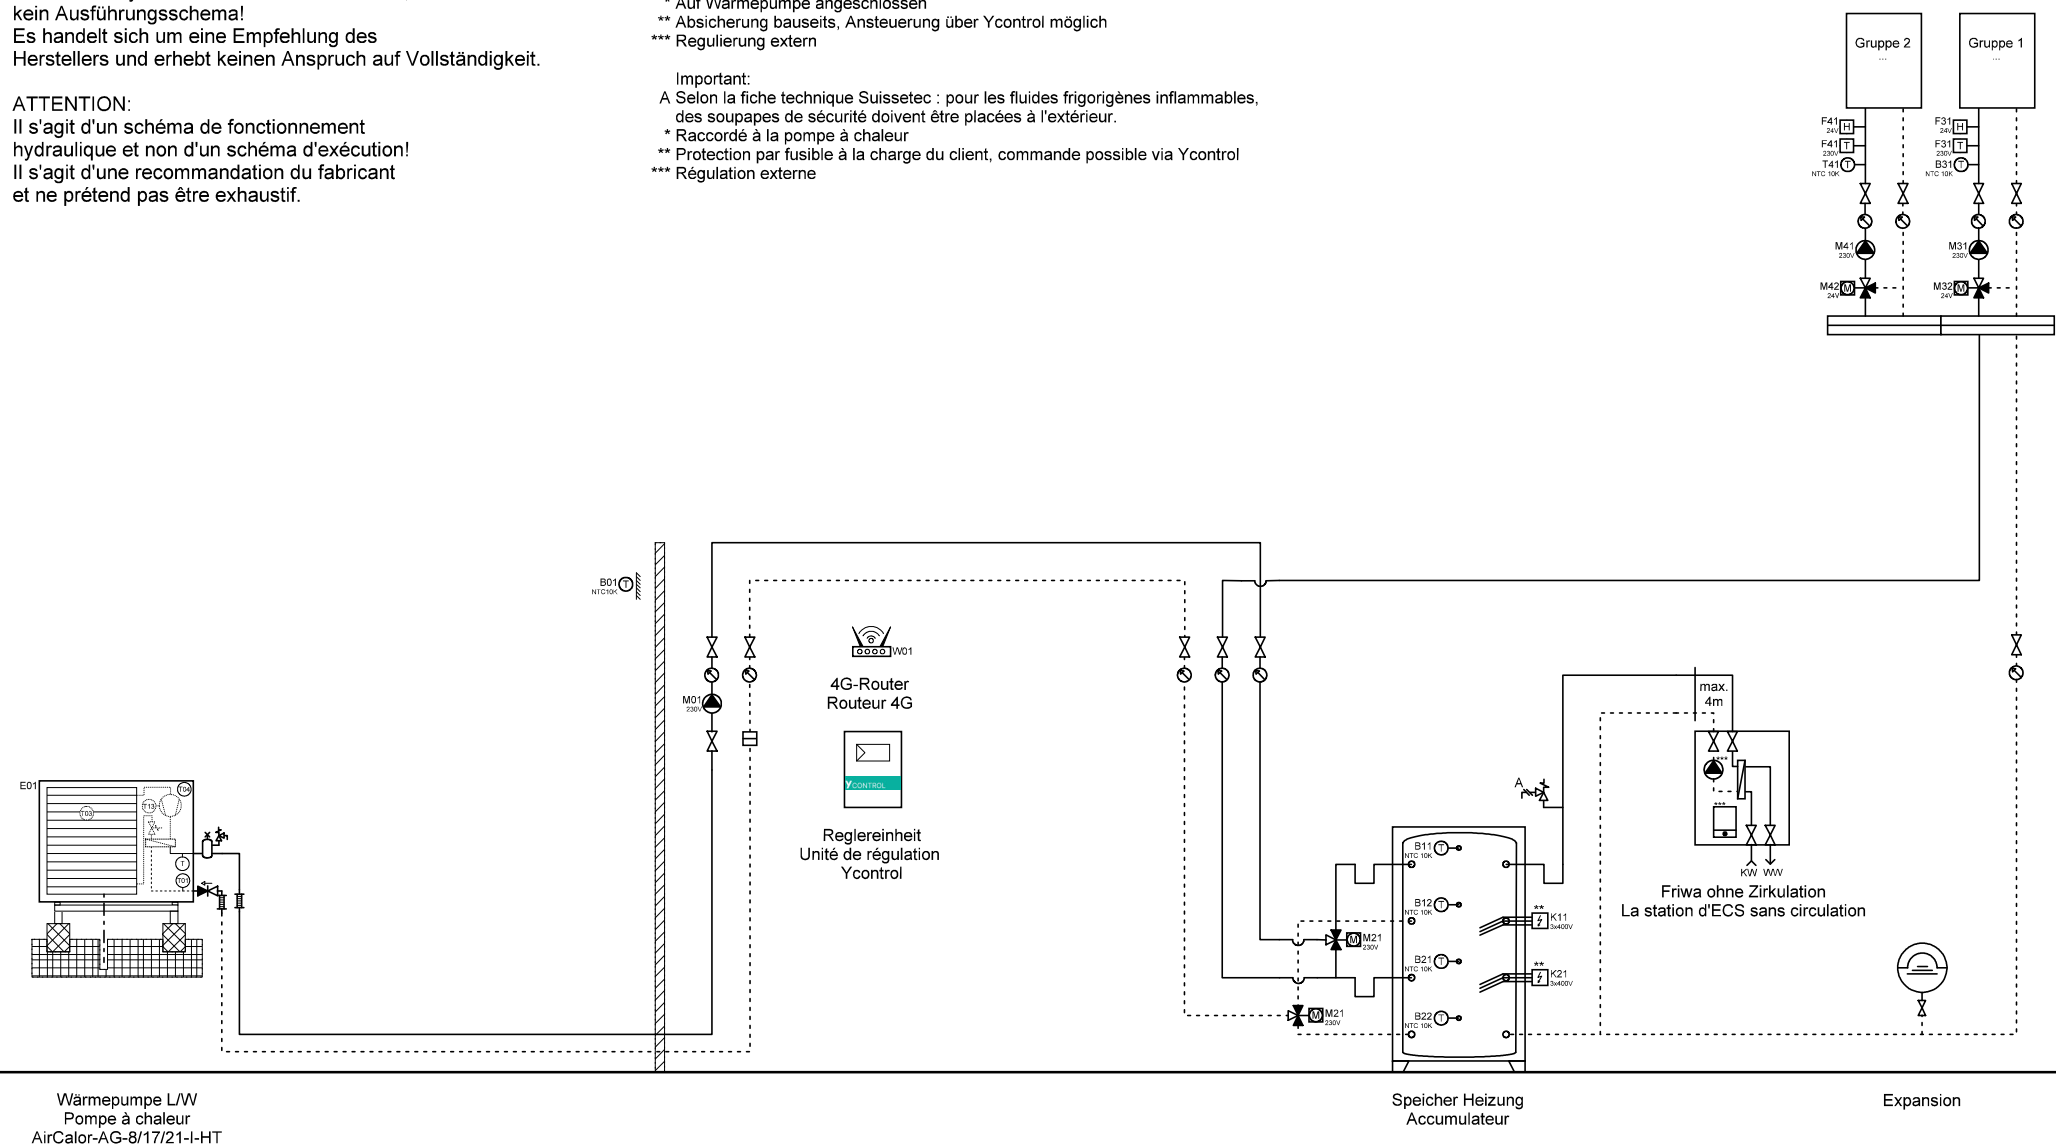 kein Ausführungsschema!
Es handelt sich um eine Empfehlung des
Herstellers und erhebt keinen Anspruch auf Vollständigkeit.
ATTENTION:
Il s'agit d'un schéma de fonctionnement
hydraulique et non d'un schéma d'exécution!
Il s'agit d'une recommandation du fabricant
et ne prétend pas être exhaustif.
* Auf Wärmepumpe angeschlossen
** Absicherung bauseits, Ansteuerung über Ycontrol möglich
*** Regulierung extern
Important:
A Selon la fiche technique Suissetec : pour les fluides frigorigènes inflammables,
des soupapes de sécurité doivent être placées à l'extérieur.
* Raccordé à la pompe à chaleur
** Protection par fusible à la charge du client, commande possible via Ycontrol
*** Régulation externe
Gruppe 2
...
Gruppe 1
...
F41 H
24V
F41 T
230V
T41 T
NTC 10K
F31 H
24V
F31 T
230V
B31 T
NTC 10K
M41
230V
M31
230V
M42 M
24V
M32 M
24V
B01 T
NTC10K
W01
4G-Router
Routeur 4G
M01
230V
YCONTROL
Reglereinheit
Unité de régulation
Ycontrol
E01
T03
T13
T04
T
T01
max.
4m
***
***
KW WW
Friwa ohne Zirkulation
La station d'ECS sans circulation
A
B11 T
NTC 10K
B12 T
NTC 10K
** K11
3x400V
M M21
230V
B21 T
NTC 10K
** K21
3x400V
M M21
230V
B22 T
NTC 10K
Wärmepumpe L/W
Pompe à chaleur
AirCalor-AG-8/17/21-I-HT
Speicher Heizung
Accumulateur
Expansion